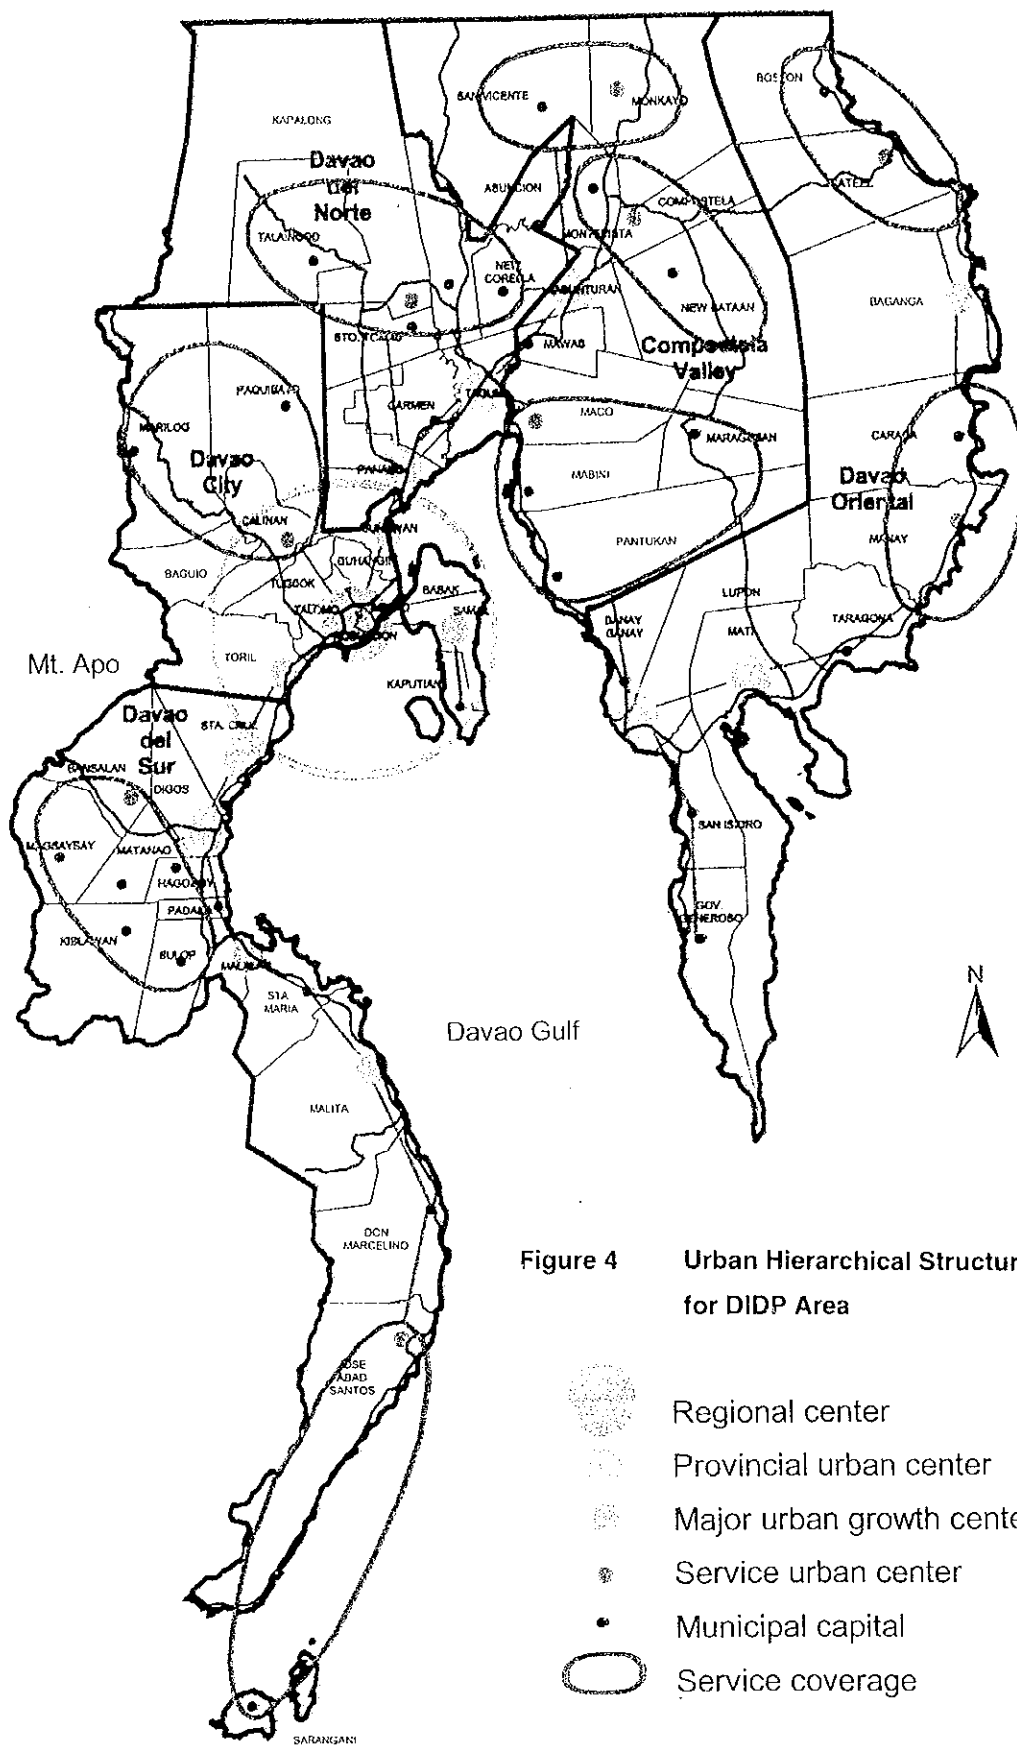 BOSTON
SAN VICENTE
MONKAYO
KAPALONG
Davao
del
Norte
ASUNCION
COMPOSTELA
CATEEL
TALAINGOD
MONTEVISTA
NEW
CORELLA
NABUNTURAN
NEW BATAAN
BAGANGA
STO. TOMAS
MAWAB
Compostela
Valley
PAQUIBATO
CARMEN
TAGUM
MACO
MARILOG
MARAGUSAN
CARAGA
Davao
City
PANABO
MABINI
Davao
Oriental
CALINAN
BUNAWAN
PANTUKAN
MANAY
BAGUIO
TUGBOK
BUHANGIN
BABAK
LUPON
TALOMO
SAMAL
BANAY
BANAY
MATI
TARAGONA
POBLACION
Mt. Apo
TORIL
KAPUTIAN
Davao
del
Sur
STA. CRUZ
BANSALAN
DIGOS
SAN ISIDRO
MAGSAYSAY
MATANAO
HAGONOY
GOV.
GENEROSO
PADADA
KIBLAWAN
SULOP
MALALAG
STA
MARIA
N
Davao Gulf
MALITA
DON
MARCELINO
Figure 4 Urban Hierarchical Structur
for DIDP Area
JOSE
ABAD
SANTOS
Regional center
Provincial urban center
Major urban growth cente
Service urban center
Municipal capital
Service coverage
SARANGANI